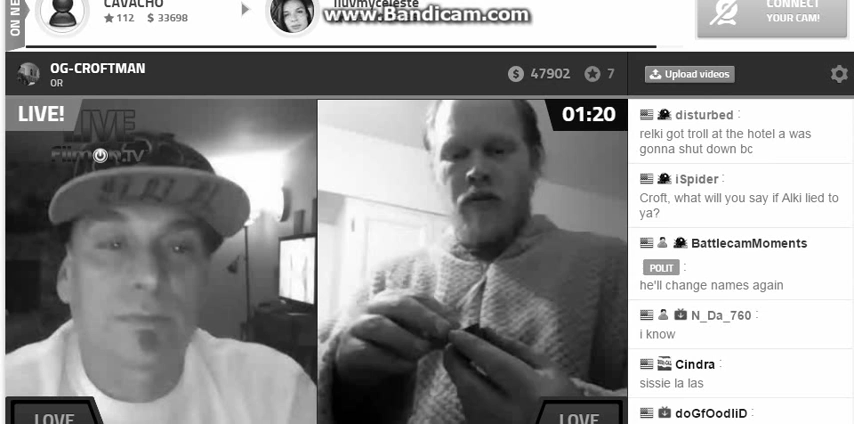 ON NE
CAVACHO
★112 $ 33698
iluvmyceleste
www.Bandicam.com
CONNECT
YOUR CAM!
OG-CROFTMAN
OR
47902 7
Upload videos
LIVE!
LIVE
FilmOn.TV
01:20
LOVE
LOVE
disturbed :
relki got troll at the hotel a was
gonna shut down bc
iSpider :
Croft, what will you say if Alki lied to
ya?
BattlecamMoments
POLIT :
he'll change names again
N_Da_760 :
i know
Cindra :
sissie la las
doGfOodliD :